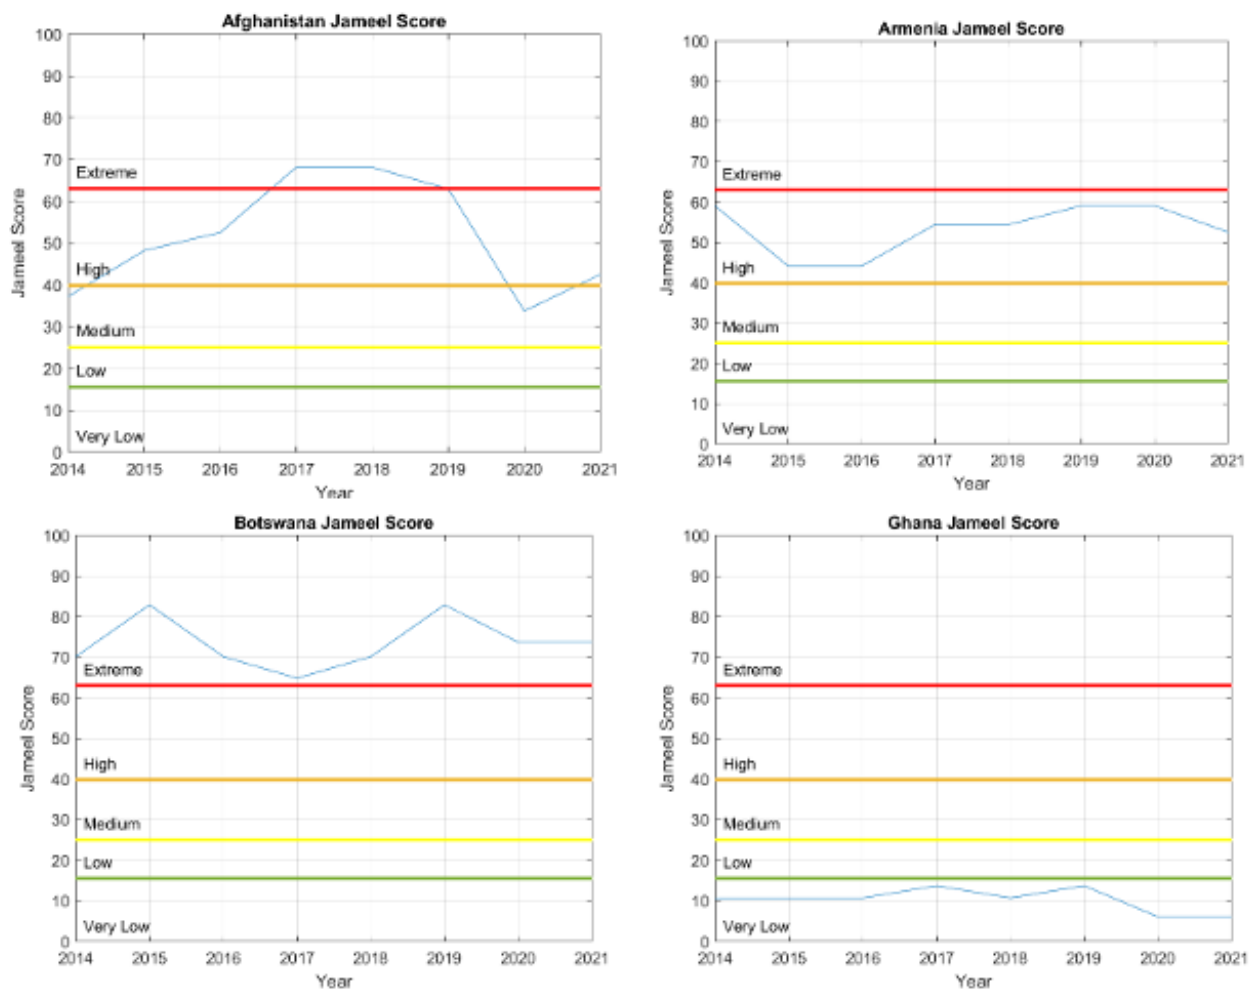 Afghanistan Jameel Score
100
90
80
70
Extreme
60
50
High
40
30
Medium
20
Low
10
Very Low
0
2014 2015 2016 2017 2018 2019 2020 2021
Year
Jameel Score
Armenia Jameel Score
100
90
80
70
Extreme
60
50
High
40
30
Medium
20
Low
10
Very Low
0
2014 2015 2016 2017 2018 2019 2020 2021
Year
Jameel Score
Botswana Jameel Score
100
90
80
70
Extreme
60
50
High
40
30
Medium
20
Low
10
Very Low
0
2014 2015 2016 2017 2018 2019 2020 2021
Year
Jameel Score
Ghana Jameel Score
100
90
80
70
Extreme
60
50
High
40
30
Medium
20
Low
10
Very Low
0
2014 2015 2016 2017 2018 2019 2020 2021
Year
Jameel Score